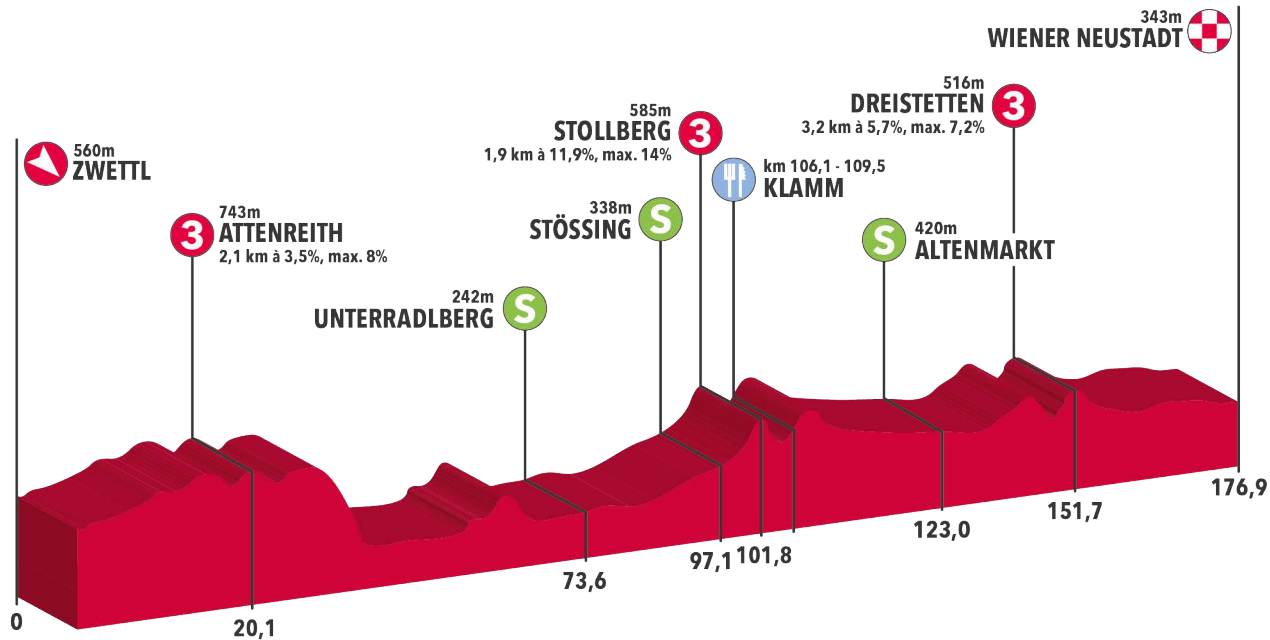 560m
ZWETTL
3
743m
ATTENREITH
2,1 km à 3,5%, max. 8%
S
242m
UNTERRADLBERG
S
338m
STÖSSING
3
585m
STOLLBERG
1,9 km à 11,9%, max. 14%
km 106,1 - 109,5
KLAMM
S
420m
ALTENMARKT
3
516m
DREISTETTEN
3,2 km à 5,7%, max. 7,2%
343m
WIENER NEUSTADT
0
20,1
73,6
97,1
101,8
123,0
151,7
176,9